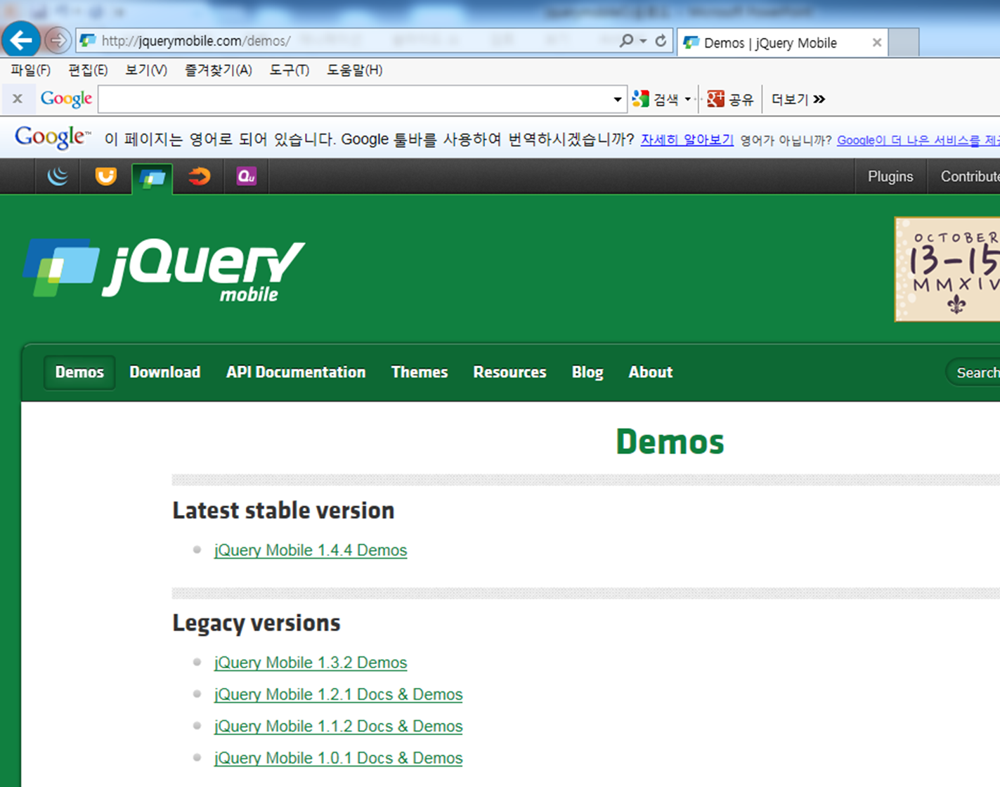 http://jquerymobile.com/demos/
Demos | jQuery Mobile
파일(F) 편집(E) 보기(V) 즐겨찾기(A) 도구(T) 도움말(H)
Google 검색 공유 더보기
Google™ 이 페이지는 영어로 되어 있습니다. Google 툴바를 사용하여 번역하시겠습니까? 자세히 알아보기 영어가 아닙니까? Google이 더 나은 서비스를
Qu Plugins Contribute
OCTOBER
13-15
MMXIV
jQuery
mobile
Demos Download API Documentation Themes Resources Blog About Search
Demos
Latest stable version
jQuery Mobile 1.4.4 Demos
Legacy versions
jQuery Mobile 1.3.2 Demos
jQuery Mobile 1.2.1 Docs & Demos
jQuery Mobile 1.1.2 Docs & Demos
jQuery Mobile 1.0.1 Docs & Demos